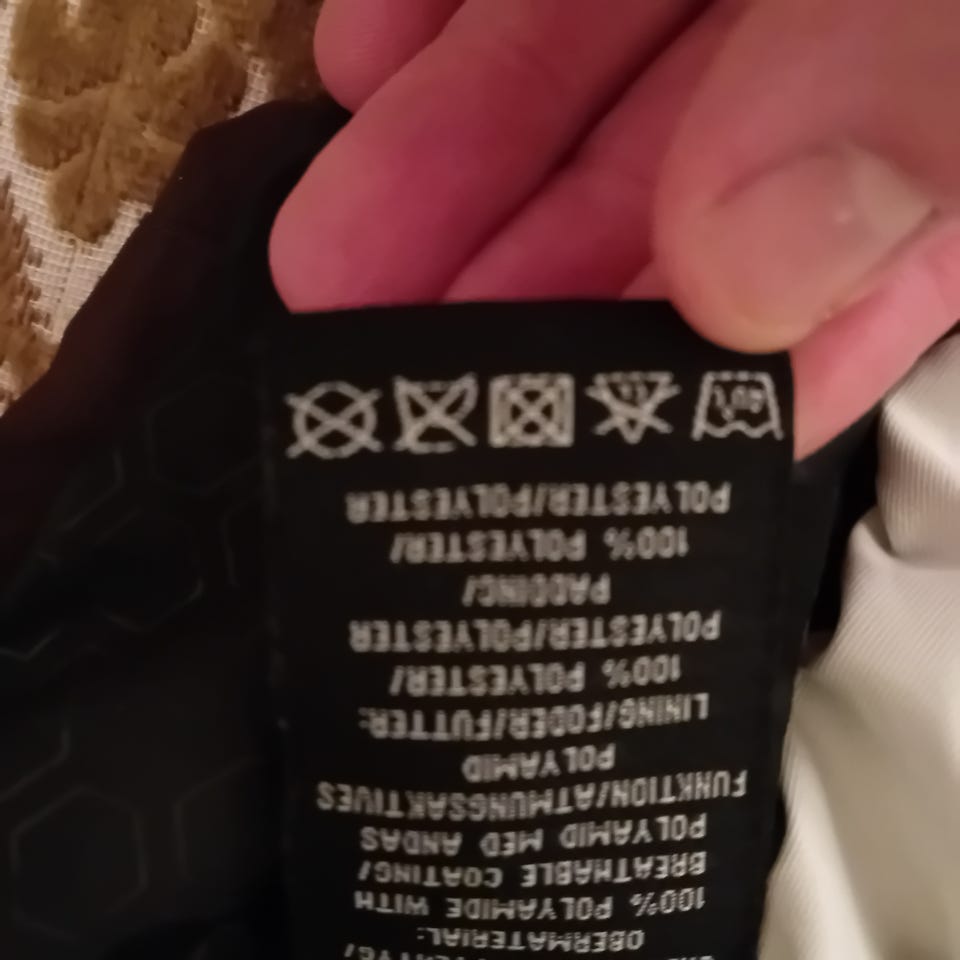 OBERMATERIAL:
100% POLYAMIDE WITH
BREATHABLE COATING/
POLYAMID MED ANDAS
FUNKTION/ATMUNGSAKTIVES
POLYAMID
LINING/FODER/FUTTER:
100% POLYESTER/
POLYESTER/POLYESTER
PADDING/
100% POLYESTER/
POLYESTER/POLYESTER
40°C